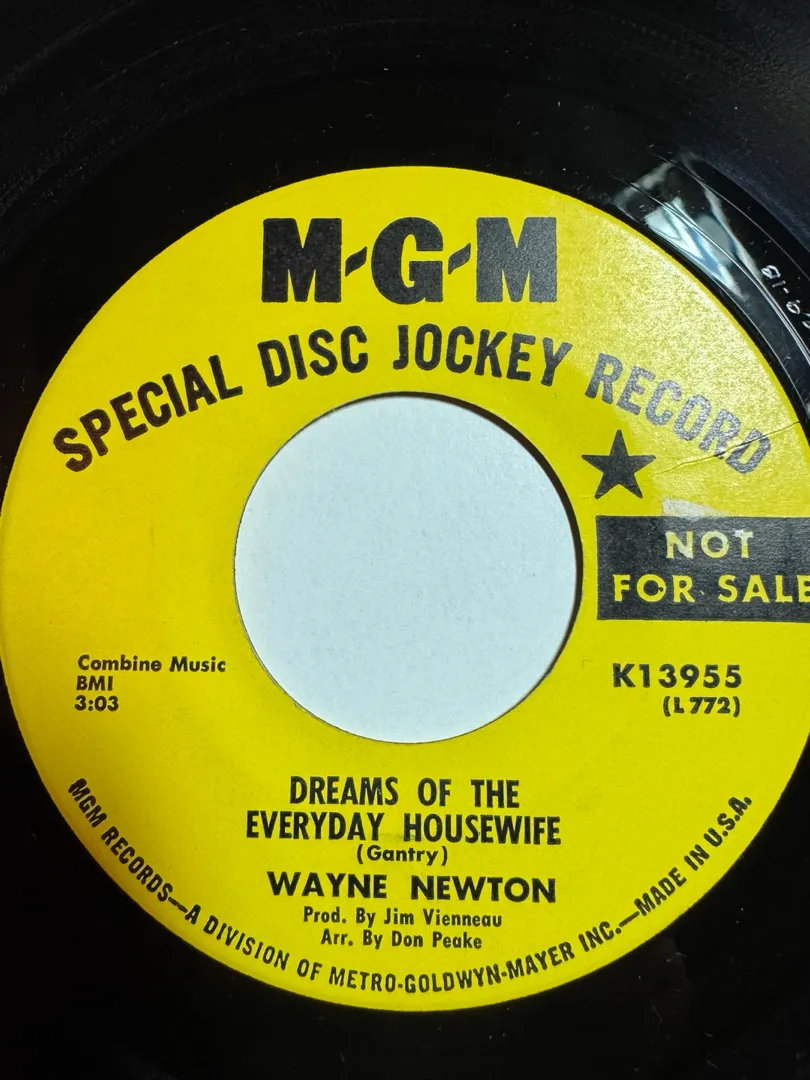 M-G-M
SPECIAL DISC JOCKEY RECORD
NOT
FOR SALE
Combine Music
BMI
3:03
K13955
(L772)
DREAMS OF THE
EVERYDAY HOUSEWIFE
(Gantry)
WAYNE NEWTON
Prod. By Jim Vienneau
Arr. By Don Peake
MGM RECORDS—A DIVISION OF METRO-GOLDWYN-MAYER INC.—MADE IN U.S.A.